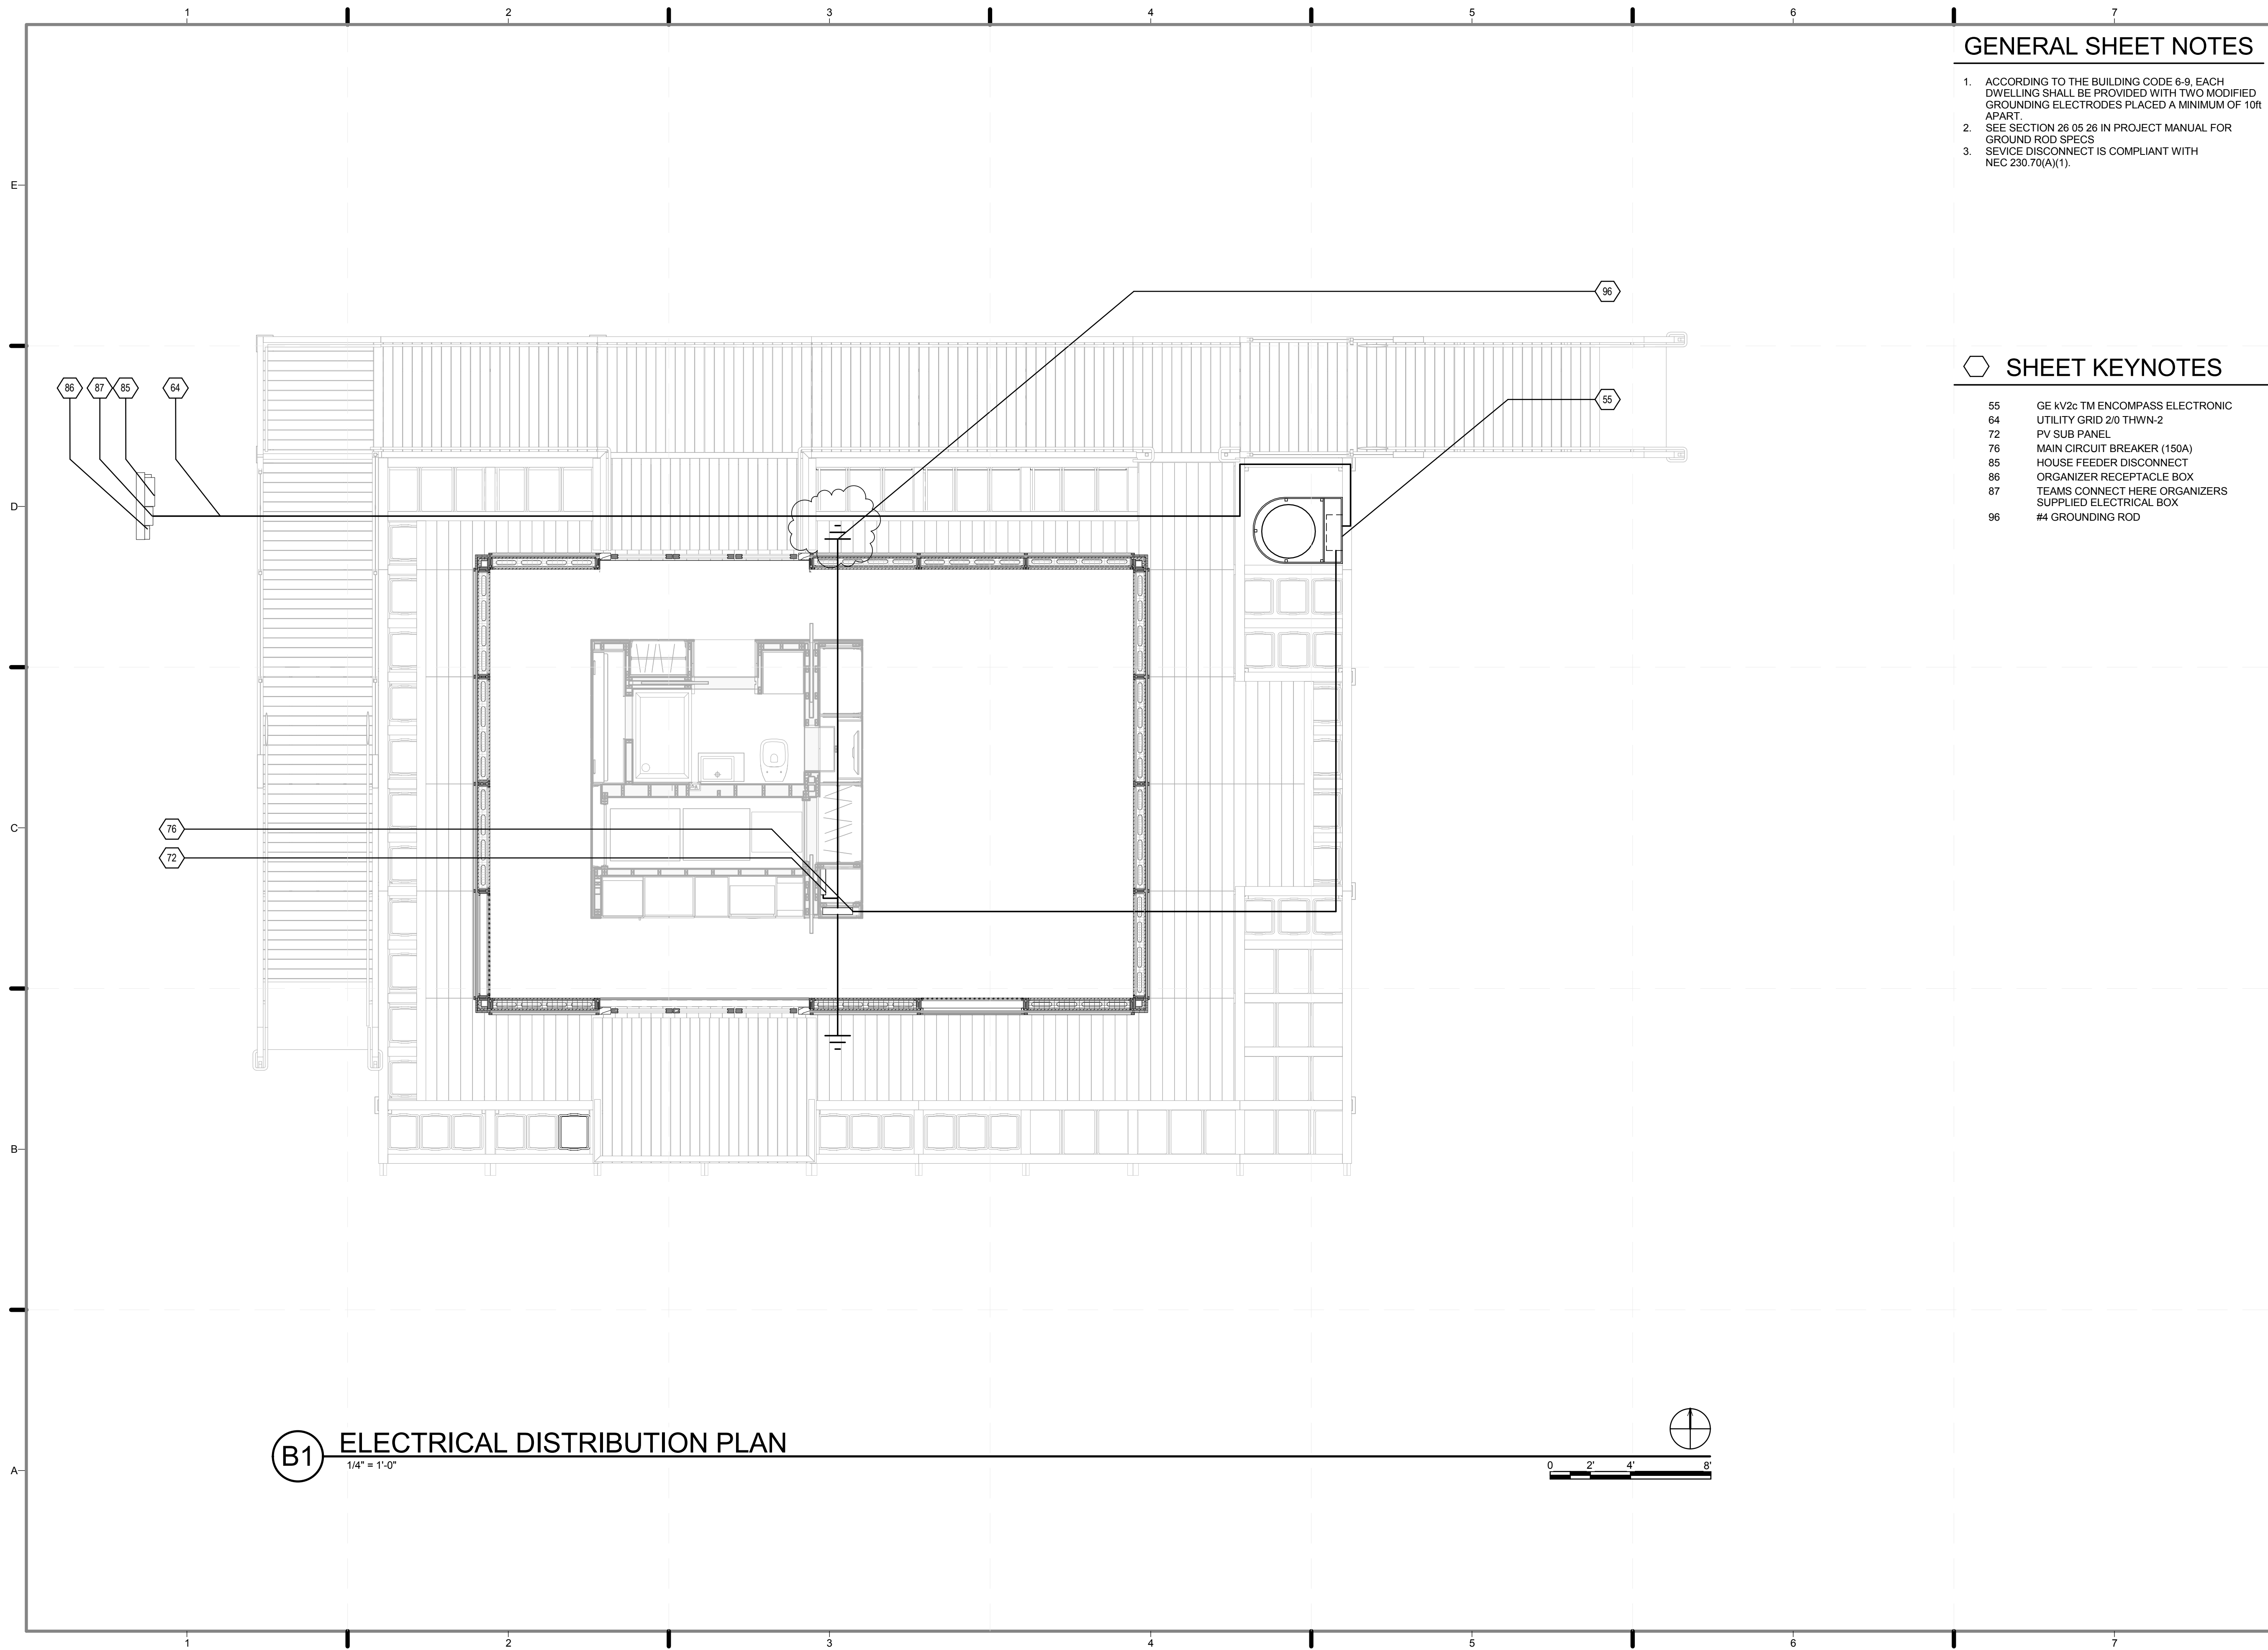 1 2 3 4 5 6 7
GENERAL SHEET NOTES
1. ACCORDING TO THE BUILDING CODE 6-9, EACH
DWELLING SHALL BE PROVIDED WITH TWO MODIFIED
GROUNDING ELECTRODES PLACED A MINIMUM OF 10ft
APART.
2. SEE SECTION 26 05 26 IN PROJECT MANUAL FOR
GROUND ROD SPECS
3. SEVICE DISCONNECT IS COMPLIANT WITH
NEC 230.70(A)(1).
E
96
SHEET KEYNOTES
55 GE kV2c TM ENCOMPASS ELECTRONIC
64 UTILITY GRID 2/0 THWN-2
72 PV SUB PANEL
76 MAIN CIRCUIT BREAKER (150A)
85 HOUSE FEEDER DISCONNECT
86 ORGANIZER RECEPTACLE BOX
87 TEAMS CONNECT HERE ORGANIZERS
SUPPLIED ELECTRICAL BOX
96 #4 GROUNDING ROD
86 87 85 64
55
D
C
76
72
B
B1 ELECTRICAL DISTRIBUTION PLAN
1/4" = 1'-0"
0 2' 4' 8'
A
1 2 3 4 5 6 7